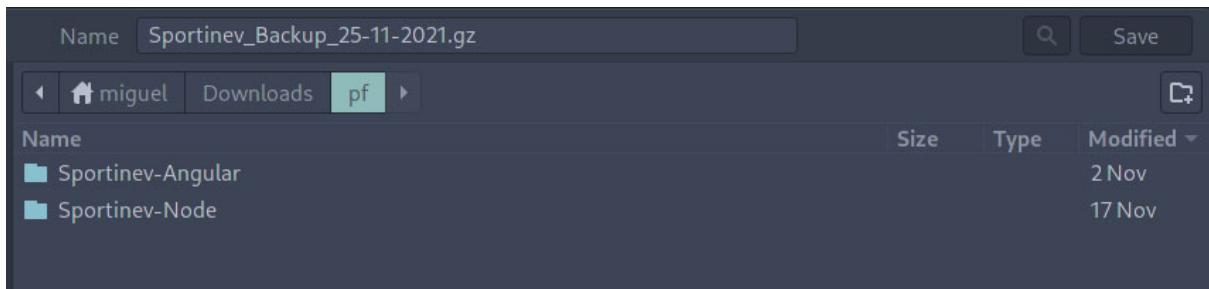 Name Sportinev_Backup_25-11-2021.gz Save
miguel Downloads pf
Name Size Type Modified
Sportinev-Angular 2 Nov
Sportinev-Node 17 Nov